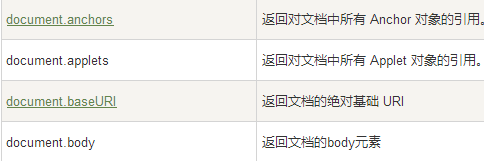 document.anchors 返回对文档中所有 Anchor 对象的引用。
document.applets 返回对文档中所有 Applet 对象的引用。
document.baseURI 返回文档的绝对基础 URI
document.body 返回文档的body元素